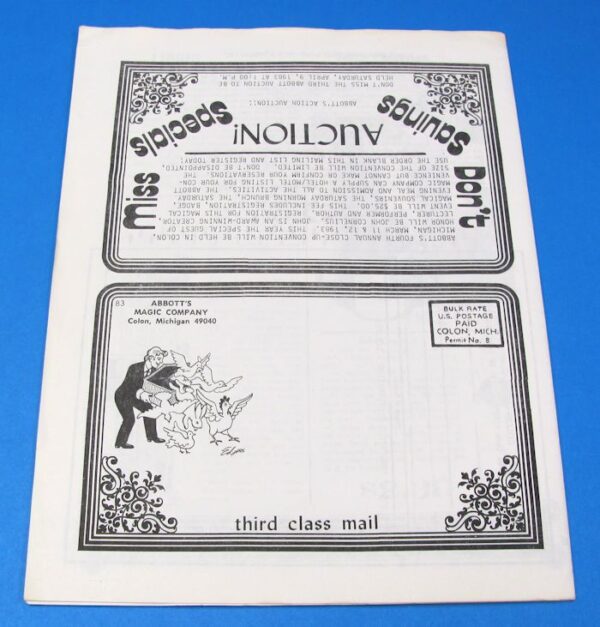 ABBOTT'S FOURTH ANNUAL CLOSE-UP CONVENTION WILL BE HELD IN COLON,
MICHIGAN, MARCH 11 & 12, 1983. THIS YEAR THE SPECIAL GUEST OF
HONOR WILL BE JOHN CORNELIUS. JOHN IS AN AWARD-WINNING CREATOR,
LECTURER, PERFORMER AND AUTHOR. REGISTRATION FOR THIS MAGICAL
EVENT WILL BE $25.00. THIS FEE INCLUDES REGISTRATION, BADGE,
MAGICAL SOUVENIRS, THE SATURDAY MORNING BRUNCH, THE SATURDAY
EVENING MEAL AND ADMISSION TO ALL THE ACTIVITIES. THE ABBOTT
MAGIC COMPANY CAN SUPPLY A HOTEL/MOTEL LISTING FOR YOUR CON-
VENIENCE BUT CANNOT MAKE OR CONFIRM YOUR RESERVATIONS. THE
SIZE OF THE CONVENTION WILL BE LIMITED. DON'T BE DISAPPOINTED,
USE THE ORDER BLANK IN THIS MAILING LIST AND REGISTER TODAY!
Don't
Miss
AUCTION!
Savings
Specials
ABBOTT'S ACTION AUCTION!!
DON'T MISS THE THIRD ABBOTT AUCTION TO BE
HELD SATURDAY, APRIL 9, 1983 AT 1:00 P.M.
83
ABBOTT'S
MAGIC COMPANY
Colon, Michigan 49040
BULK RATE
U.S. POSTAGE
PAID
COLON, MICH.
Permit No. 8
third class mail